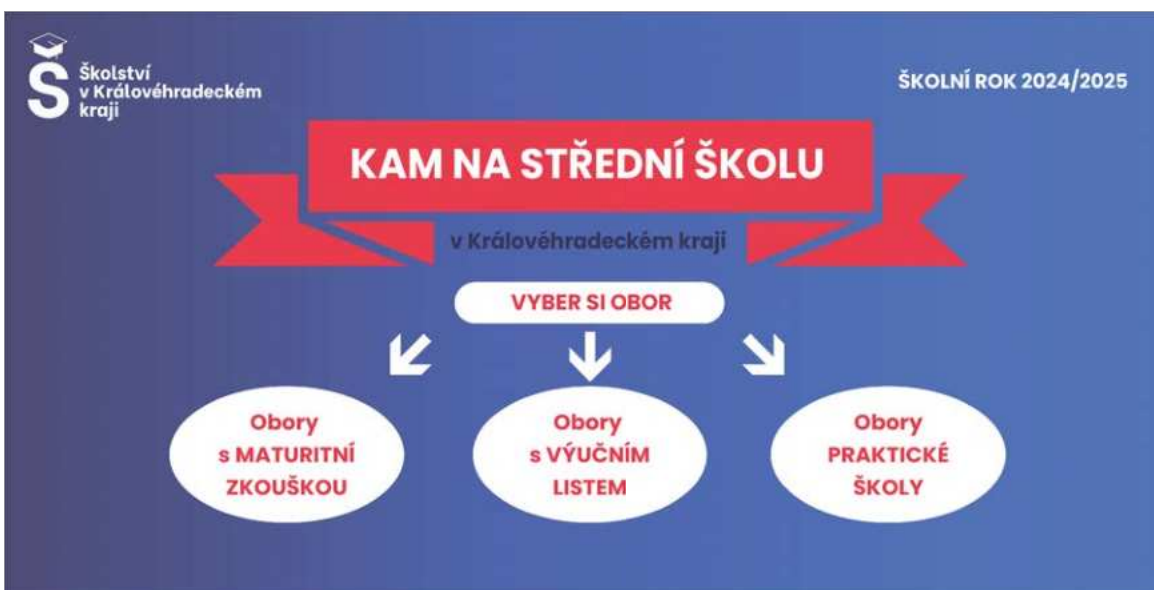 Školství
v Královéhradeckém
kraji
ŠKOLNÍ ROK 2024/2025
KAM NA STŘEDNÍ ŠKOLU
v Královéhradeckém kraji
VYBER SI OBOR
Obory
s MATURITNÍ
ZKOUŠKOU
Obory
s VÝUČNÍM
LISTEM
Obory
PRAKTICKÉ
ŠKOLY